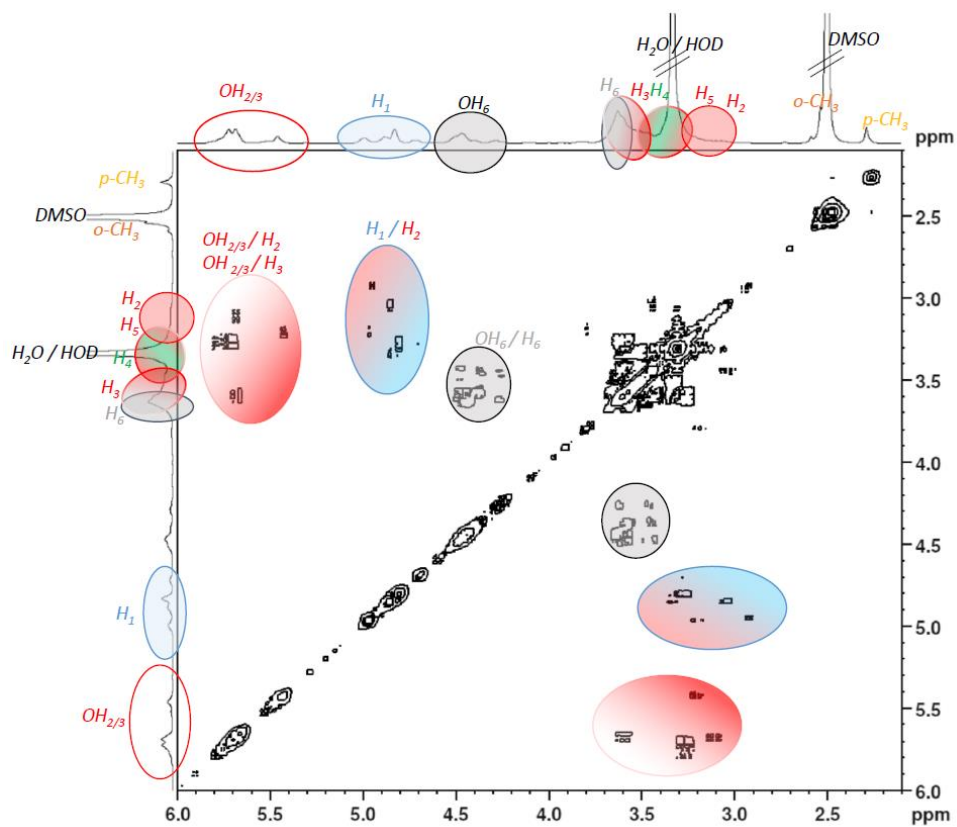 H2O / HOD
DMSO
OH2/3
H1
OH6
H6
H3
H4
H5
H2
o-CH3
p-CH3
ppm
p-CH3
DMSO
o-CH3
H2
H5
H2O / HOD
H4
H3
H6
H1
OH2/3
OH2/3 / H2
OH2/3 / H3
H1 / H2
OH6 / H6
2.5
3.0
3.5
4.0
4.5
5.0
5.5
6.0
6.0 5.5 5.0 4.5 4.0 3.5 3.0 2.5 ppm